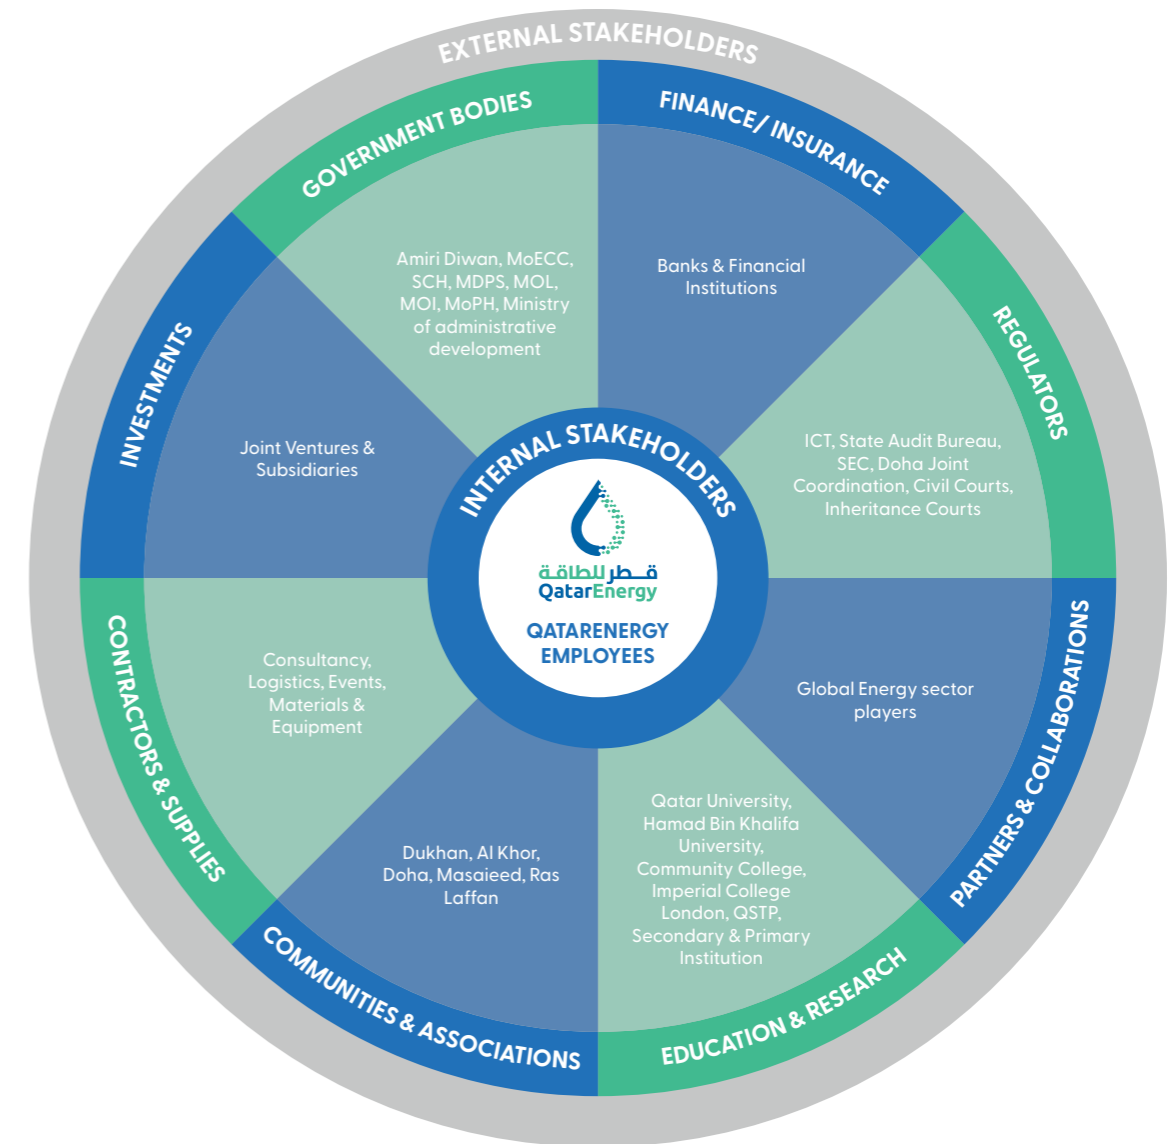 EXTERNAL STAKEHOLDERS
GOVERNMENT BODIES
Amiri Diwan, MoECC,
SCH, MDPS, MOL,
MOI, MoPH, Ministry
of administrative
development
FINANCE/ INSURANCE
Banks & Financial
Institutions
REGULATORS
ICT, State Audit Bureau,
SEC, Doha Joint
Coordination, Civil Courts,
Inheritance Courts
PARTNERS & COLLABORATIONS
Global Energy sector
players
EDUCATION & RESEARCH
Qatar University,
Hamad Bin Khalifa
University,
Community College,
Imperial College
London, QSTP,
Secondary & Primary
Institution
COMMUNITIES & ASSOCIATIONS
Dukhan, Al Khor,
Doha, Masaieed, Ras
Laffan
CONTRACTORS & SUPPLIES
Consultancy,
Logistics, Events,
Materials &
Equipment
INVESTMENTS
Joint Ventures &
Subsidiaries
INTERNAL STAKEHOLDERS
قـطر للطاقـة
QatarEnergy
QATARENERGY
EMPLOYEES